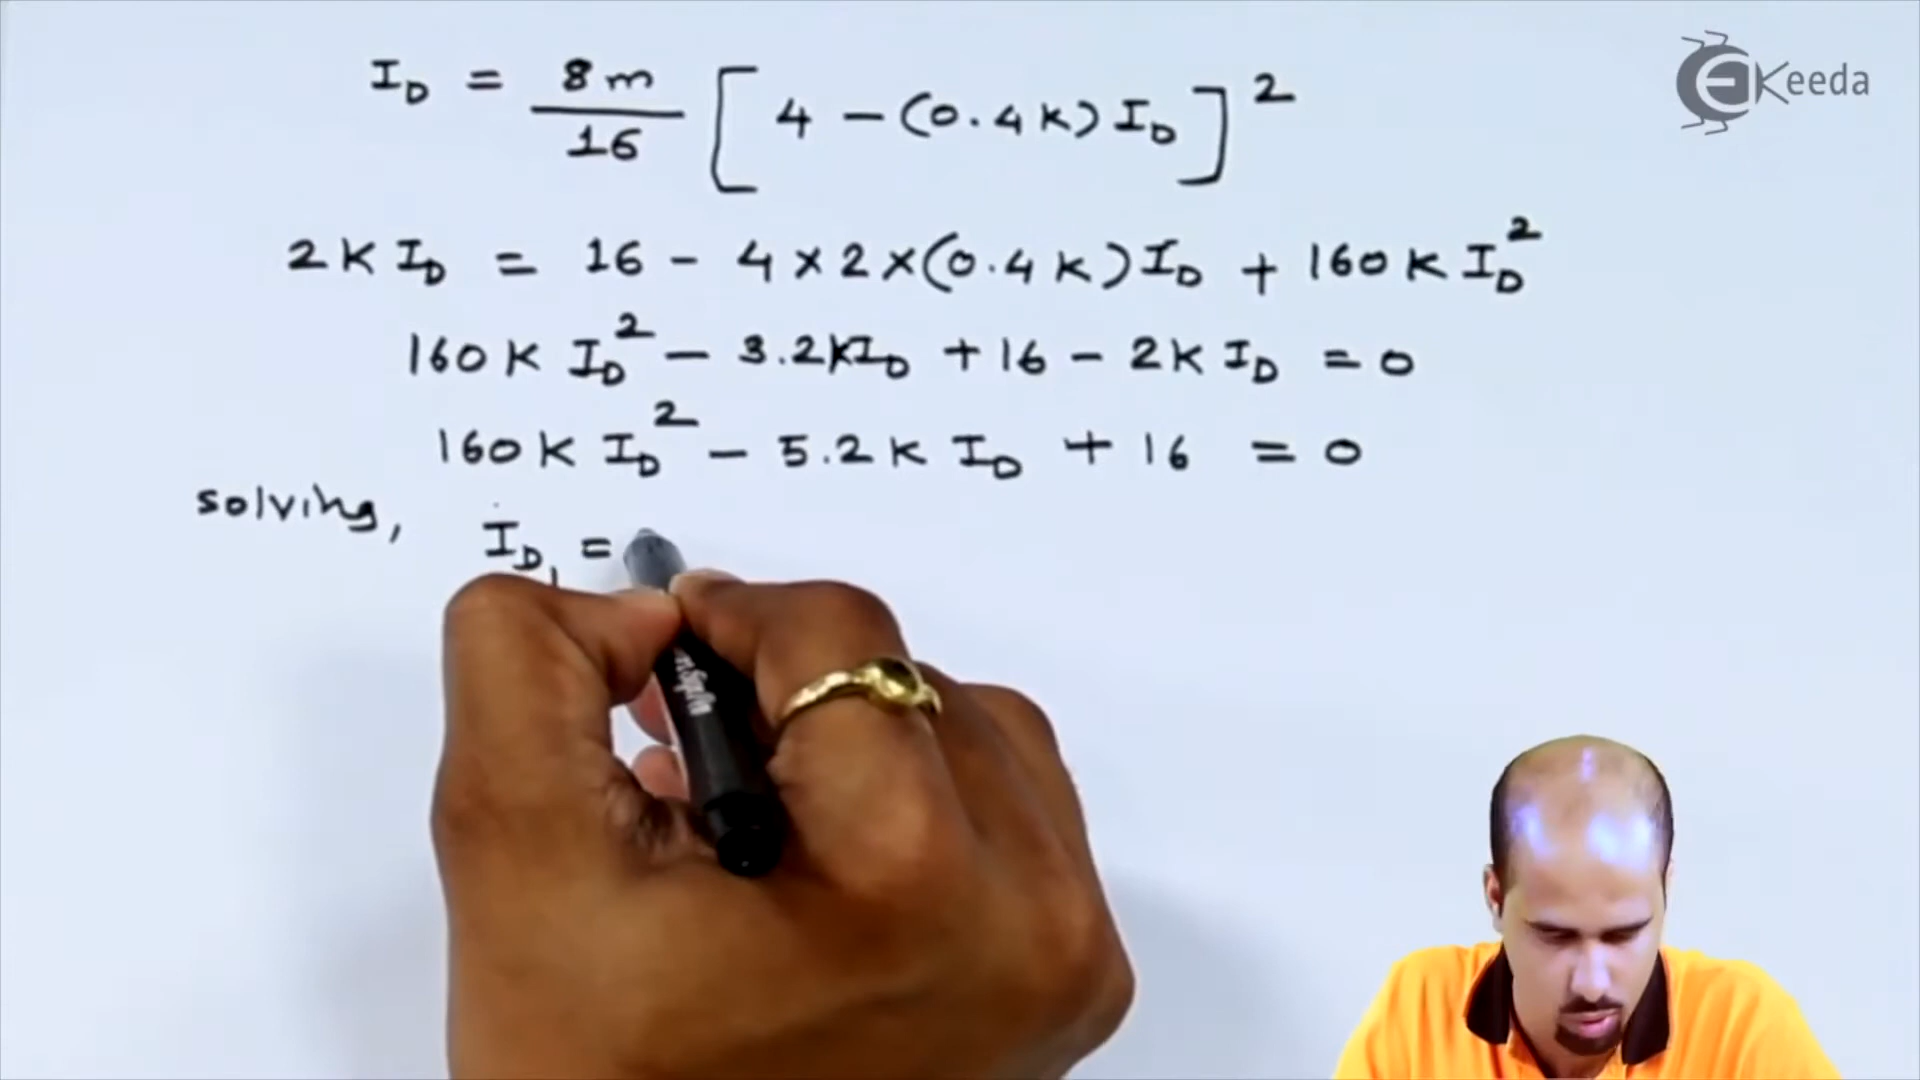 I_D = 8m/16 [4 - (0.4K) I_D]^2
EKeeda
2K I_D = 16 - 4 × 2 × (0.4K) I_D + 160K I_D^2
160K I_D^2 - 3.2K I_D + 16 - 2K I_D = 0
160K I_D^2 - 5.2K I_D + 16 = 0
solving, I_D1 =